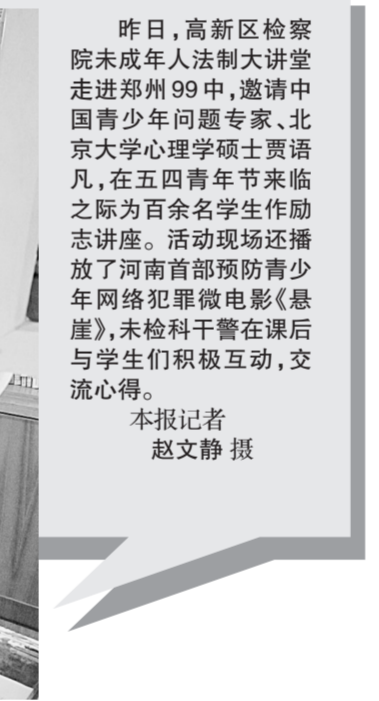 昨日，高新区检察
院未成年人法制大讲堂
走进郑州99中，邀请中
国青少年问题专家、北
京大学心理学硕士贾语
凡，在五四青年节来临
之际为百余名学生作励
志讲座。活动现场还播
放了河南首部预防青少
年网络犯罪微电影《悬
崖》，未检科干警在课后
与学生们积极互动，交
流心得。
本报记者
赵文静 摄